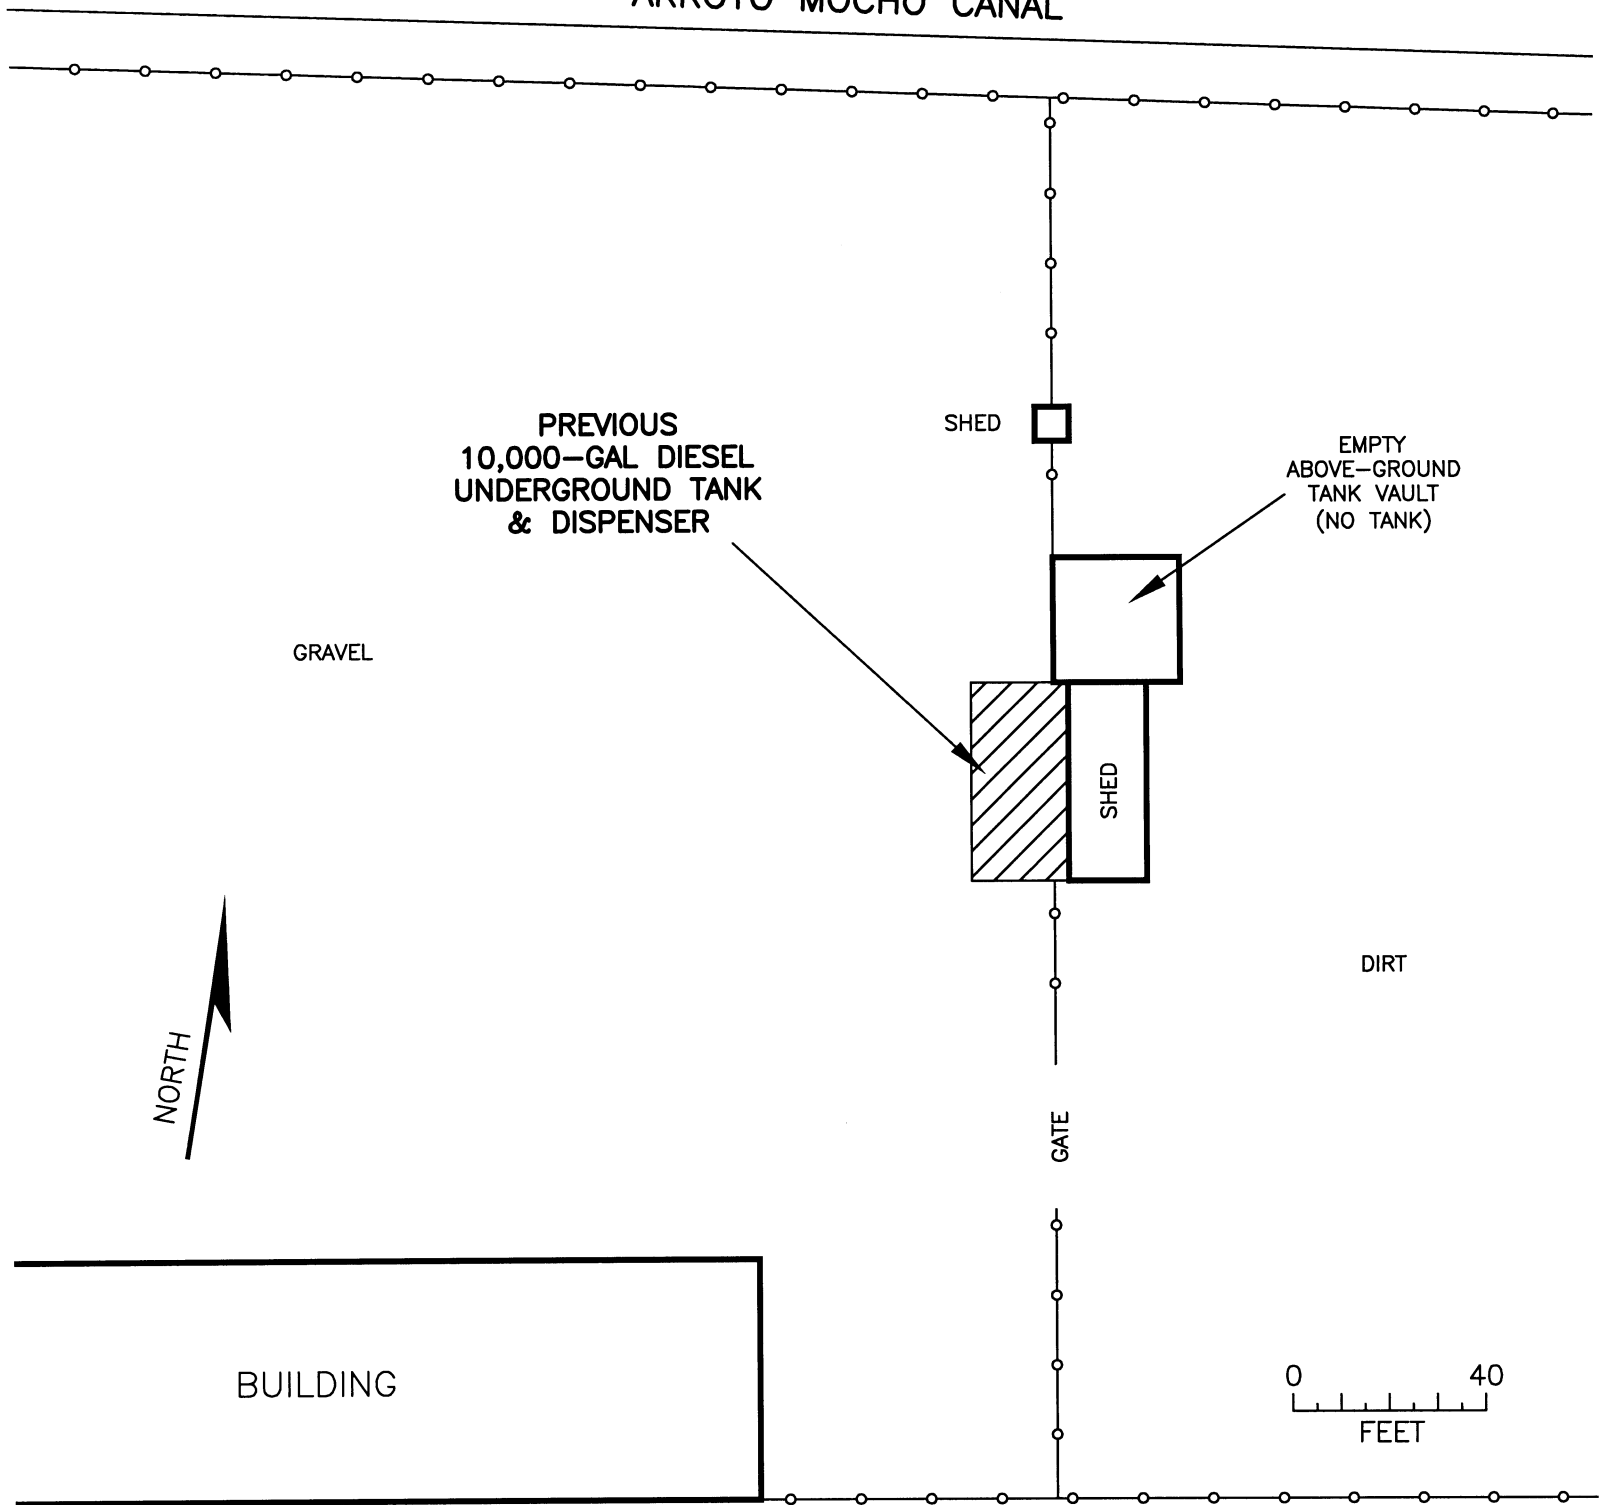 ARROYO MOCHO CANAL
SHED
PREVIOUS
10,000-GAL DIESEL
UNDERGROUND TANK
& DISPENSER
EMPTY
ABOVE-GROUND
TANK VAULT
(NO TANK)
GRAVEL
SHED
DIRT
NORTH
GATE
BUILDING
0 40
FEET